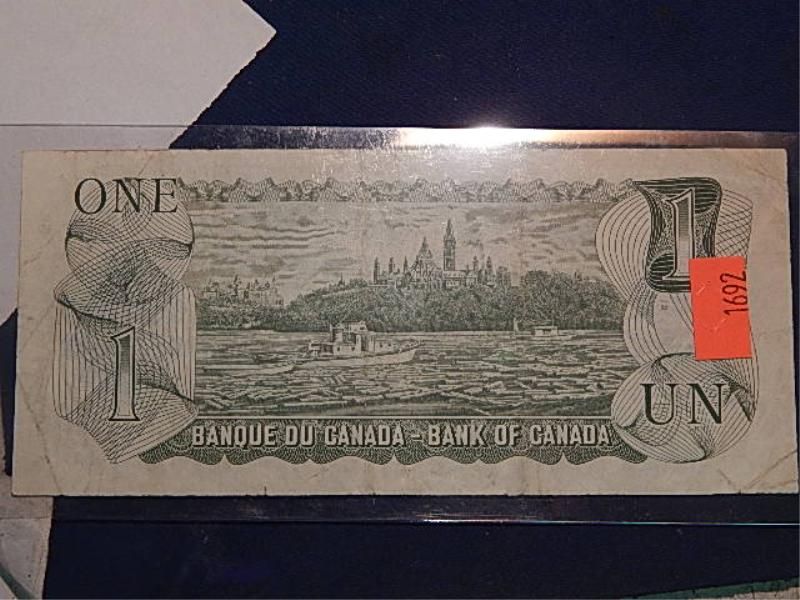 ONE
1
1692
1
UN
BANQUE DU CANADA - BANK OF CANADA